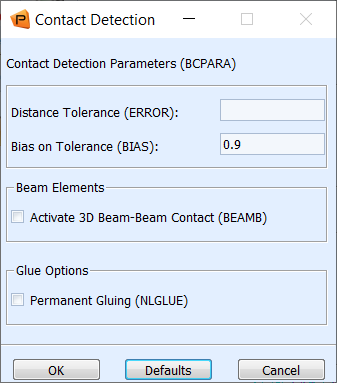 Contact Detection
Contact Detection Parameters (BCPARA)
Distance Tolerance (ERROR):
Bias on Tolerance (BIAS): 0.9
Beam Elements
Activate 3D Beam-Beam Contact (BEAMB)
Glue Options
Permanent Gluing (NLGLUE)
OK Defaults Cancel